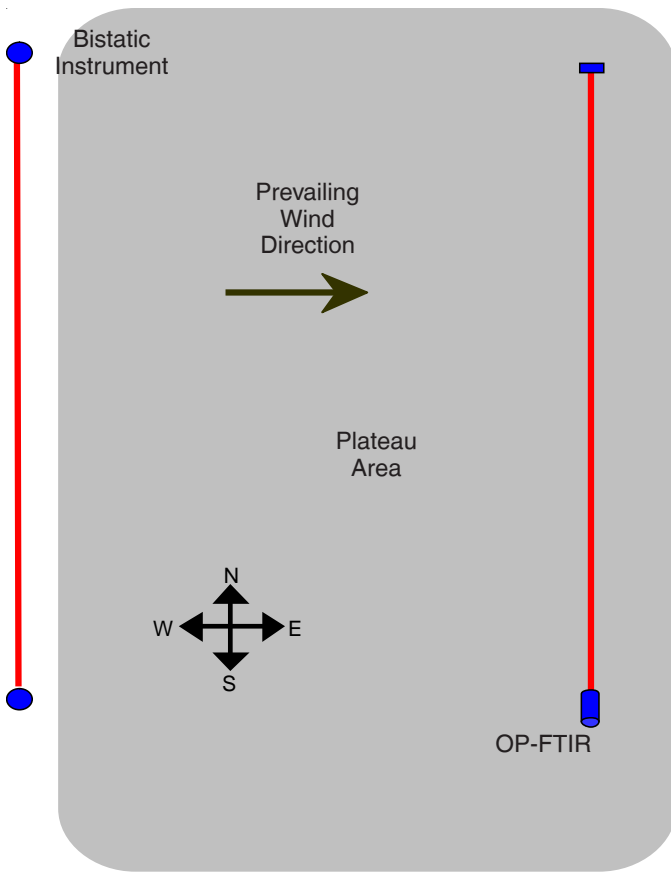 Bistatic
Instrument
Prevailing
Wind
Direction
Plateau
Area
N
W
E
S
OP-FTIR